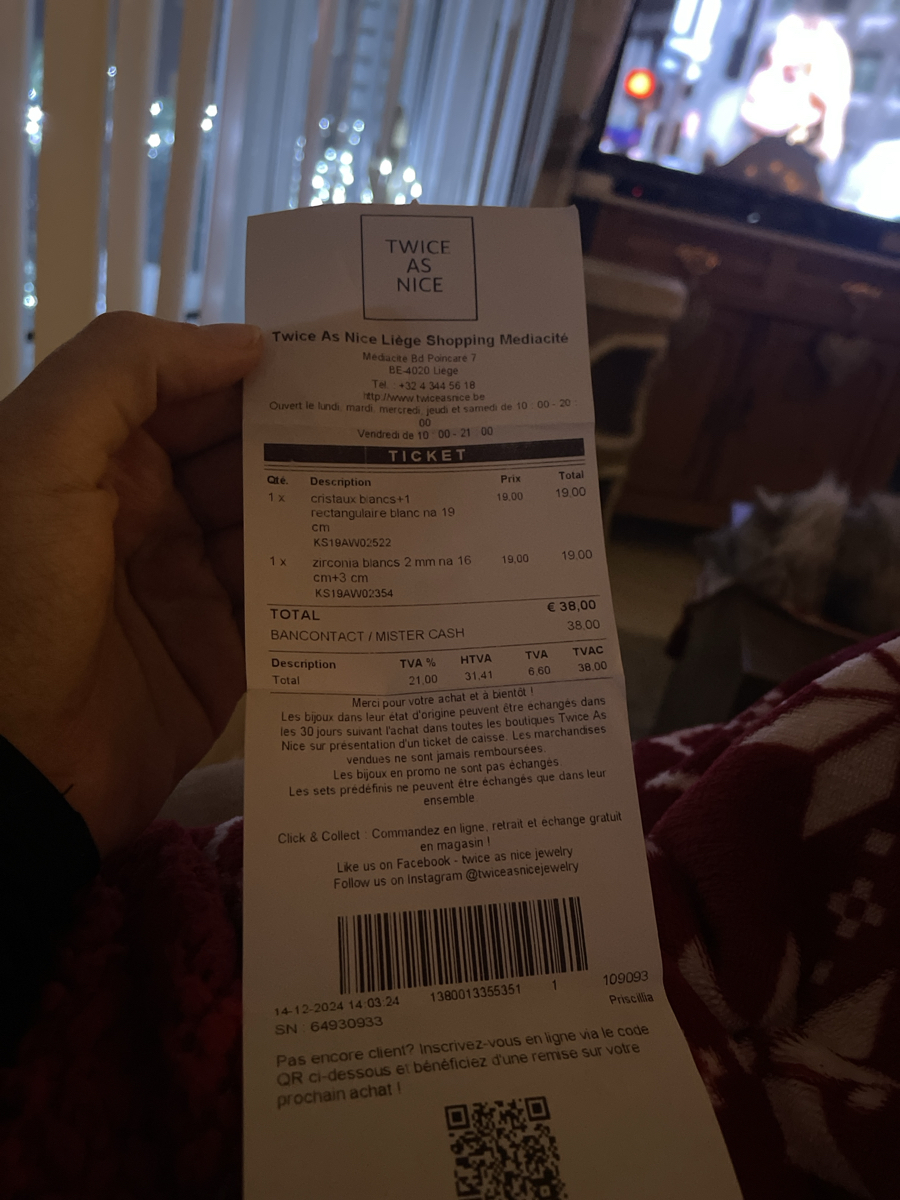 TWICE
AS
NICE
Twice As Nice Liège Shopping Mediacité
Médiacité Bd Poincare 7
BE-4020 Liège
Tél. : +32 4 344 56 18
http://www.twiceasnice.be
Ouvert le lundi, mardi, mercredi, jeudi et samedi de 10 : 00 - 20 :
00
Vendredi de 10 : 00 - 21 : 00
TICKET
Qté. Description Prix Total
1 x cristaux blancs+1 19,00 19,00
rectangulaire blanc na 19
cm
KS19AW02522
1 x zirconia blancs 2 mm na 16 19,00 19,00
cm+3 cm
KS19AW02354
TOTAL € 38,00
BANCONTACT / MISTER CASH 38,00
Description TVA % HTVA TVA TVAC
Total 21,00 31,41 6,60 38,00
Merci pour votre achat et à bientôt !
Les bijoux dans leur état d'origine peuvent être échangés dans
les 30 jours suivant l'achat dans toutes les boutiques Twice As
Nice sur présentation d'un ticket de caisse. Les marchandises
vendues ne sont jamais remboursées.
Les bijoux en promo ne sont pas échangés.
Les sets prédéfinis ne peuvent être échangés que dans leur
ensemble
Click & Collect : Commandez en ligne, retrait et échange gratuit
en magasin !
Like us on Facebook - twice as nice jewelry
Follow us on Instagram @twiceasnicejewelry
14-12-2024 14:03:24 1380013355351 1 109093
SN : 64930933 Priscillia
Pas encore client? Inscrivez-vous en ligne via le code
QR ci-dessous et bénéficiez d'une remise sur votre
prochain achat !